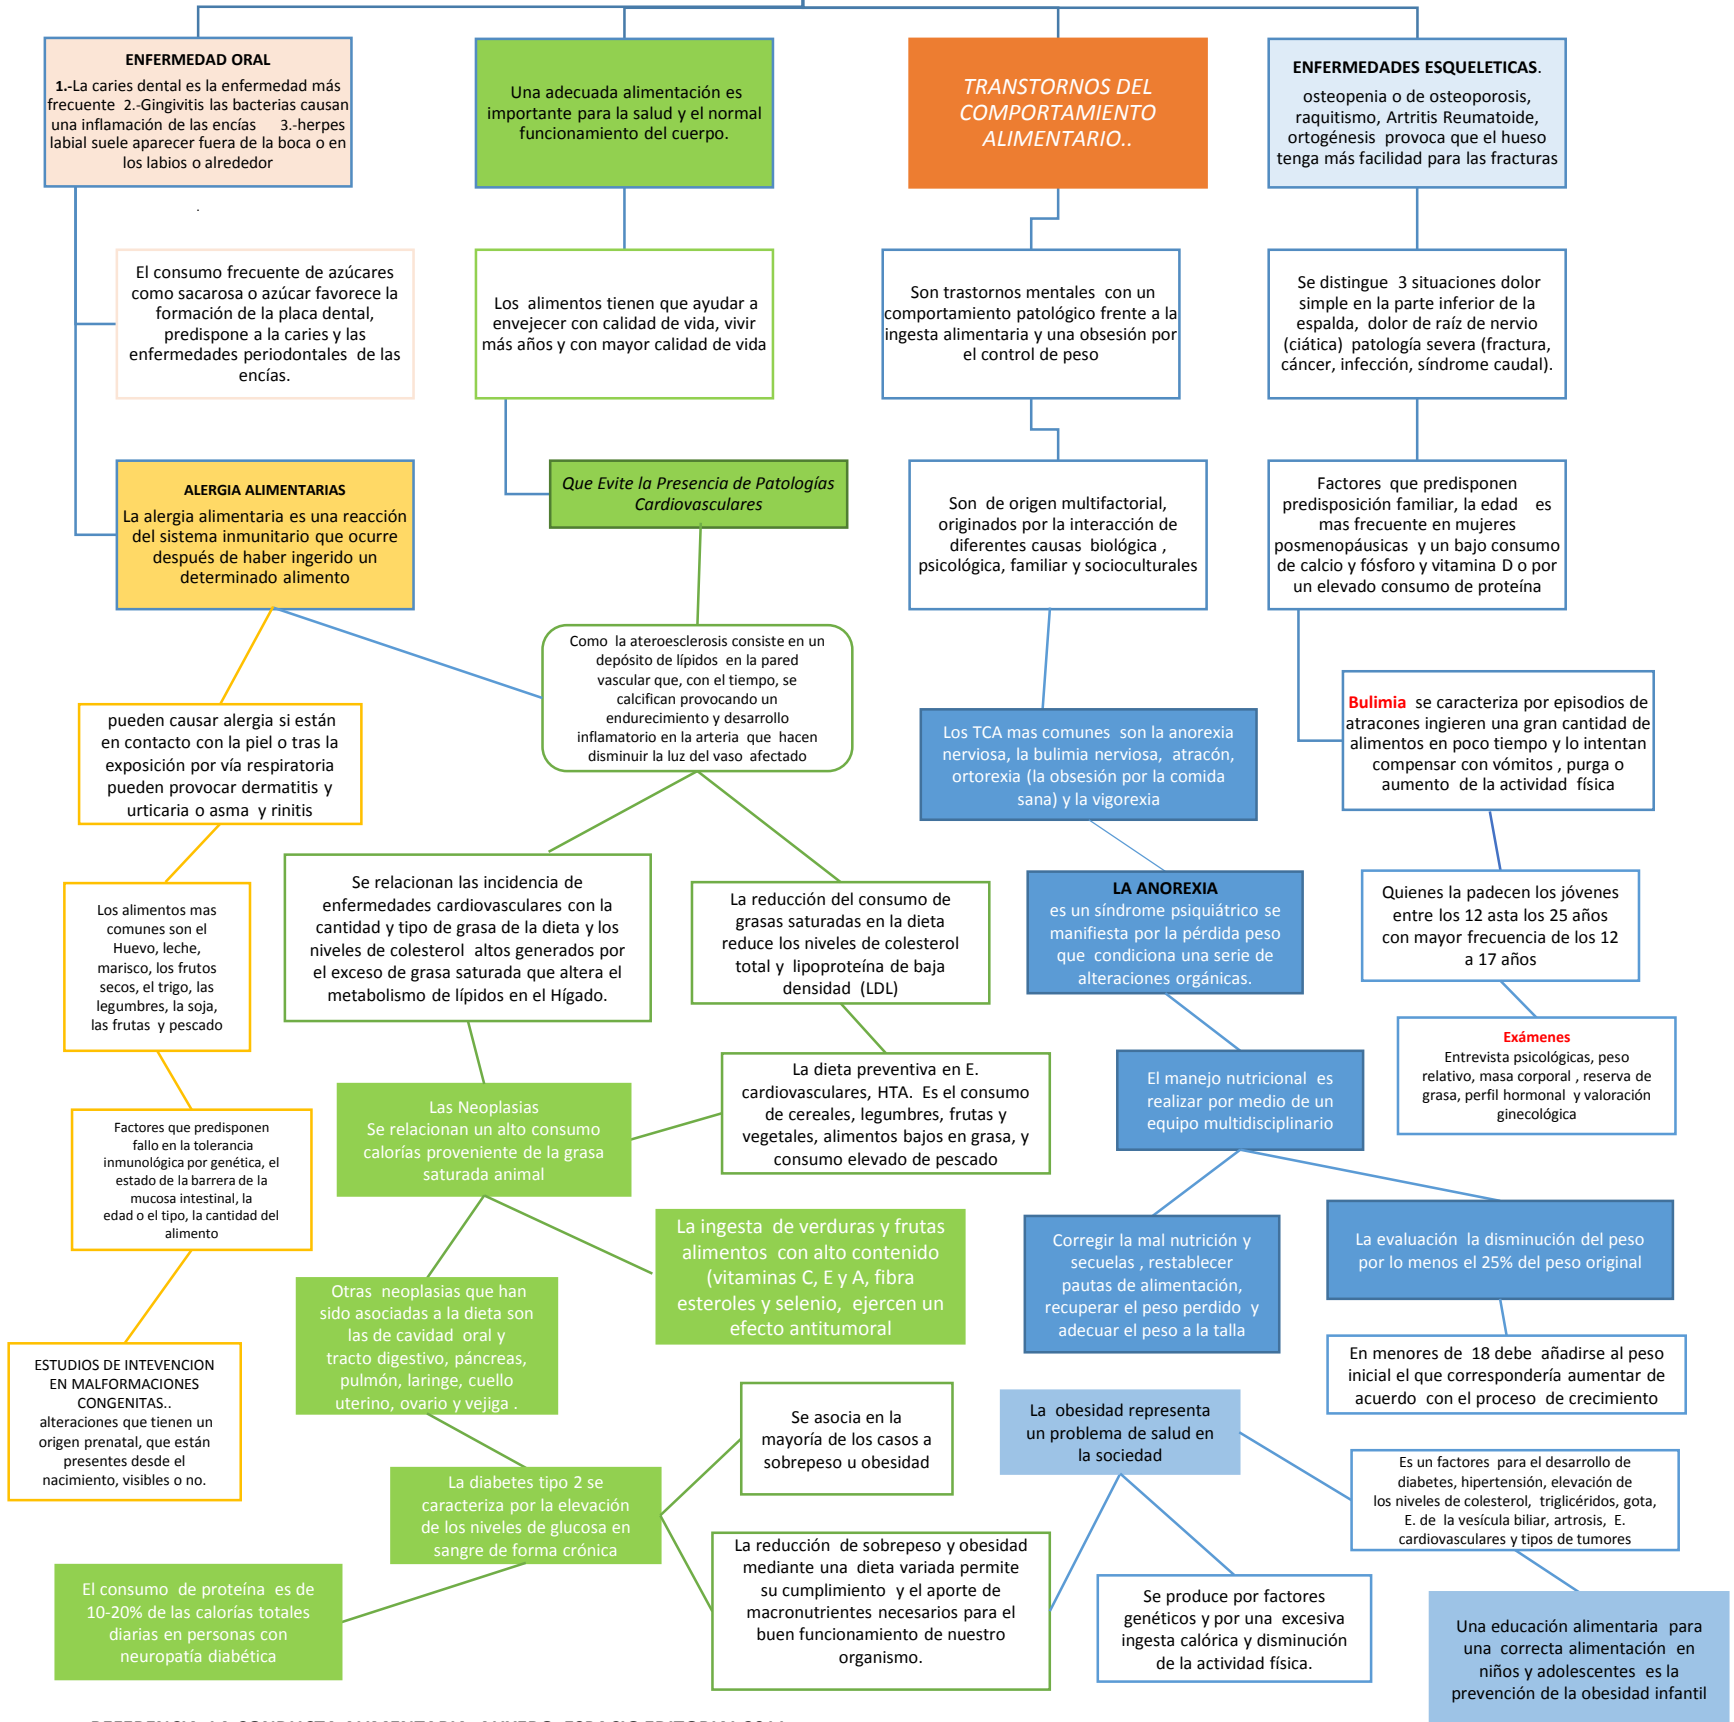 ENFERMEDAD ORAL
1.-La caries dental es la enfermedad más
frecuente 2.-Gingivitis las bacterias causan
una inflamación de las encías 3.-herpes
labial suele aparecer fuera de la boca o en
los labios o alrededor
.
El consumo frecuente de azúcares
como sacarosa o azúcar favorece la
formación de la placa dental,
predispone a la caries y las
enfermedades periodontales de las
encías.
ALERGIA ALIMENTARIAS
La alergia alimentaria es una reacción
del sistema inmunitario que ocurre
después de haber ingerido un
determinado alimento
pueden causar alergia si están
en contacto con la piel o tras la
exposición por vía respiratoria
pueden provocar dermatitis y
urticaria o asma y rinitis
Los alimentos mas
comunes son el
Huevo, leche,
marisco, los frutos
secos, el trigo, las
legumbres, la soja,
las frutas y pescado
Factores que predisponen
fallo en la tolerancia
inmunológica por genética, el
estado de la barrera de la
mucosa intestinal, la
edad o el tipo, la cantidad del
alimento
ESTUDIOS DE INTEVENCION
EN MALFORMACIONES
CONGENITAS..
alteraciones que tienen un
origen prenatal, que están
presentes desde el
nacimiento, visibles o no.
Una adecuada alimentación es
importante para la salud y el normal
funcionamiento del cuerpo.
Los alimentos tienen que ayudar a
envejecer con calidad de vida, vivir
más años y con mayor calidad de vida
Que Evite la Presencia de Patologías
Cardiovasculares
Como la ateroesclerosis consiste en un
depósito de lípidos en la pared
vascular que, con el tiempo, se
calcifican provocando un
endurecimiento y desarrollo
inflamatorio en la arteria que hacen
disminuir la luz del vaso afectado
Se relacionan las incidencia de
enfermedades cardiovasculares con la
cantidad y tipo de grasa de la dieta y los
niveles de colesterol altos generados por
el exceso de grasa saturada que altera el
metabolismo de lípidos en el Hígado.
La reducción del consumo de
grasas saturadas en la dieta
reduce los niveles de colesterol
total y lipoproteína de baja
densidad (LDL)
La dieta preventiva en E.
cardiovasculares, HTA. Es el consumo
de cereales, legumbres, frutas y
vegetales, alimentos bajos en grasa, y
consumo elevado de pescado
Las Neoplasias
Se relacionan un alto consumo
calorías proveniente de la grasa
saturada animal
La ingesta de verduras y frutas
alimentos con alto contenido
(vitaminas C, E y A, fibra
esteroles y selenio, ejercen un
efecto antitumoral
Otras neoplasias que han
sido asociadas a la dieta son
las de cavidad oral y
tracto digestivo, páncreas,
pulmón, laringe, cuello
uterino, ovario y vejiga .
La diabetes tipo 2 se
caracteriza por la elevación
de los niveles de glucosa en
sangre de forma crónica
Se asocia en la
mayoría de los casos a
sobrepeso u obesidad
La reducción de sobrepeso y obesidad
mediante una dieta variada permite
su cumplimiento y el aporte de
macronutrientes necesarios para el
buen funcionamiento de nuestro
organismo.
El consumo de proteína es de
10-20% de las calorías totales
diarias en personas con
neuropatía diabética
TRANSTORNOS DEL
COMPORTAMIENTO
ALIMENTARIO..
Son trastornos mentales con un
comportamiento patológico frente a la
ingesta alimentaria y una obsesión por
el control de peso
Son de origen multifactorial,
originados por la interacción de
diferentes causas biológica ,
psicológica, familiar y socioculturales
Los TCA mas comunes son la anorexia
nerviosa, la bulimia nerviosa, atracón,
ortorexia (la obsesión por la comida
sana) y la vigorexia
LA ANOREXIA
es un síndrome psiquiátrico se
manifiesta por la pérdida peso
que condiciona una serie de
alteraciones orgánicas.
El manejo nutricional es
realizar por medio de un
equipo multidisciplinario
Corregir la mal nutrición y
secuelas , restablecer
pautas de alimentación,
recuperar el peso perdido y
adecuar el peso a la talla
La evaluación la disminución del peso
por lo menos el 25% del peso original
En menores de 18 debe añadirse al peso
inicial el que correspondería aumentar de
acuerdo con el proceso de crecimiento
La obesidad representa
un problema de salud en
la sociedad
Es un factores para el desarrollo de
diabetes, hipertensión, elevación de
los niveles de colesterol, triglicéridos, gota,
E. de la vesícula biliar, artrosis, E.
cardiovasculares y tipos de tumores
Se produce por factores
genéticos y por una excesiva
ingesta calórica y disminución
de la actividad física.
Una educación alimentaria para
una correcta alimentación en
niños y adolescentes es la
prevención de la obesidad infantil
ENFERMEDADES ESQUELETICAS.
osteopenia o de osteoporosis,
raquitismo, Artritis Reumatoide,
ortogénesis provoca que el hueso
tenga más facilidad para las fracturas
Se distingue 3 situaciones dolor
simple en la parte inferior de la
espalda, dolor de raíz de nervio
(ciática) patología severa (fractura,
cáncer, infección, síndrome caudal).
Factores que predisponen
predisposición familiar, la edad es
mas frecuente en mujeres
posmenopáusicas y un bajo consumo
de calcio y fósforo y vitamina D o por
un elevado consumo de proteína
Bulimia se caracteriza por episodios de
atracones ingieren una gran cantidad de
alimentos en poco tiempo y lo intentan
compensar con vómitos , purga o
aumento de la actividad física
Quienes la padecen los jóvenes
entre los 12 asta los 25 años
con mayor frecuencia de los 12
a 17 años
Exámenes
Entrevista psicológicas, peso
relativo, masa corporal , reserva de
grasa, perfil hormonal y valoración
ginecológica